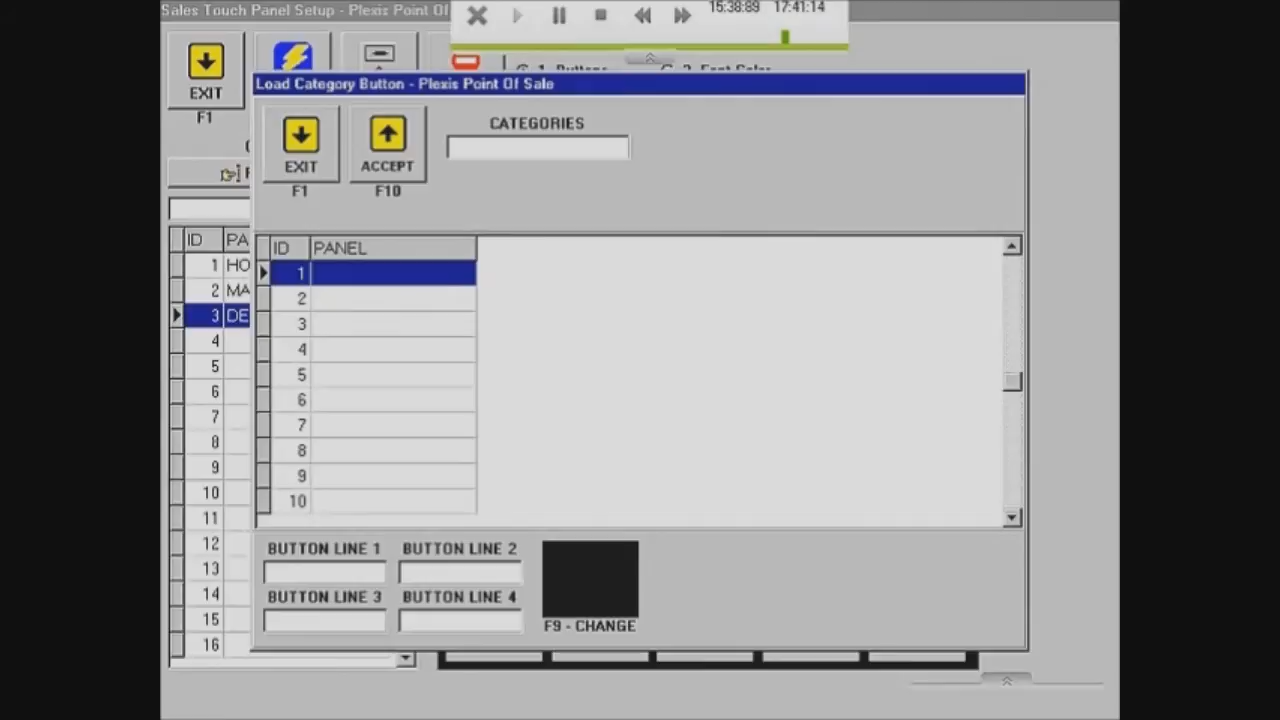 Sales Touch Panel Setup - Plexis Point Of
15:38:89 17:41:14
EXIT
F1
Load Category Button - Plexis Point Of Sale
EXIT
F1
ACCEPT
F10
CATEGORIES
ID PA
1 HO
2 MA
3 DE
4
5
6
7
8
9
10
11
12
13
14
15
16
ID PANEL
1
2
3
4
5
6
7
8
9
10
BUTTON LINE 1 BUTTON LINE 2
BUTTON LINE 3 BUTTON LINE 4
F9 - CHANGE